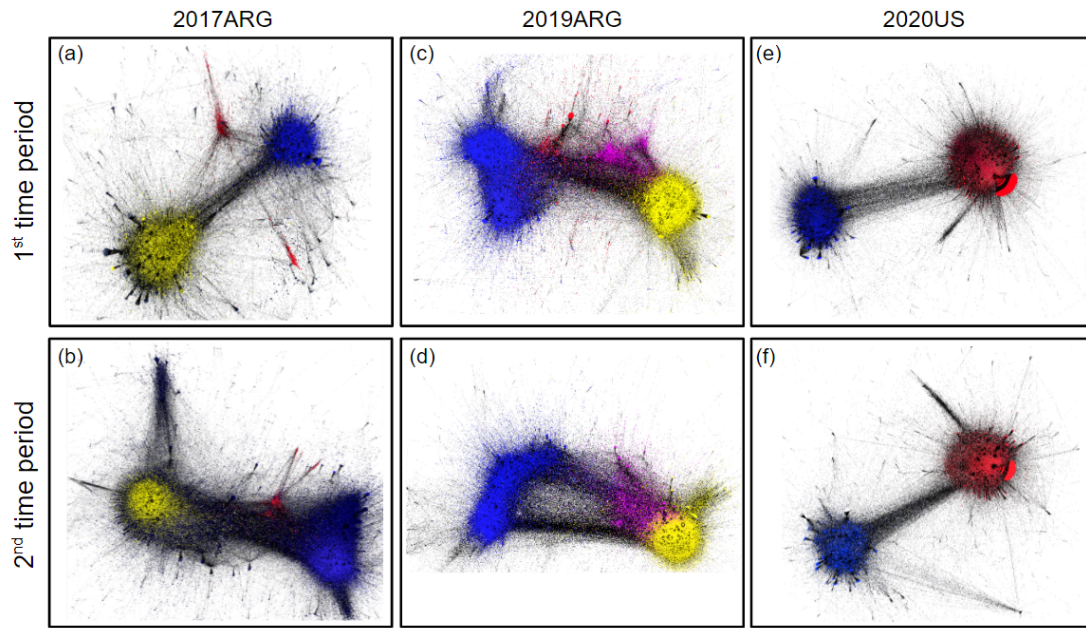 2017ARG 2019ARG 2020US
1st time period
(a) (c) (e)
2nd time period
(b) (d) (f)